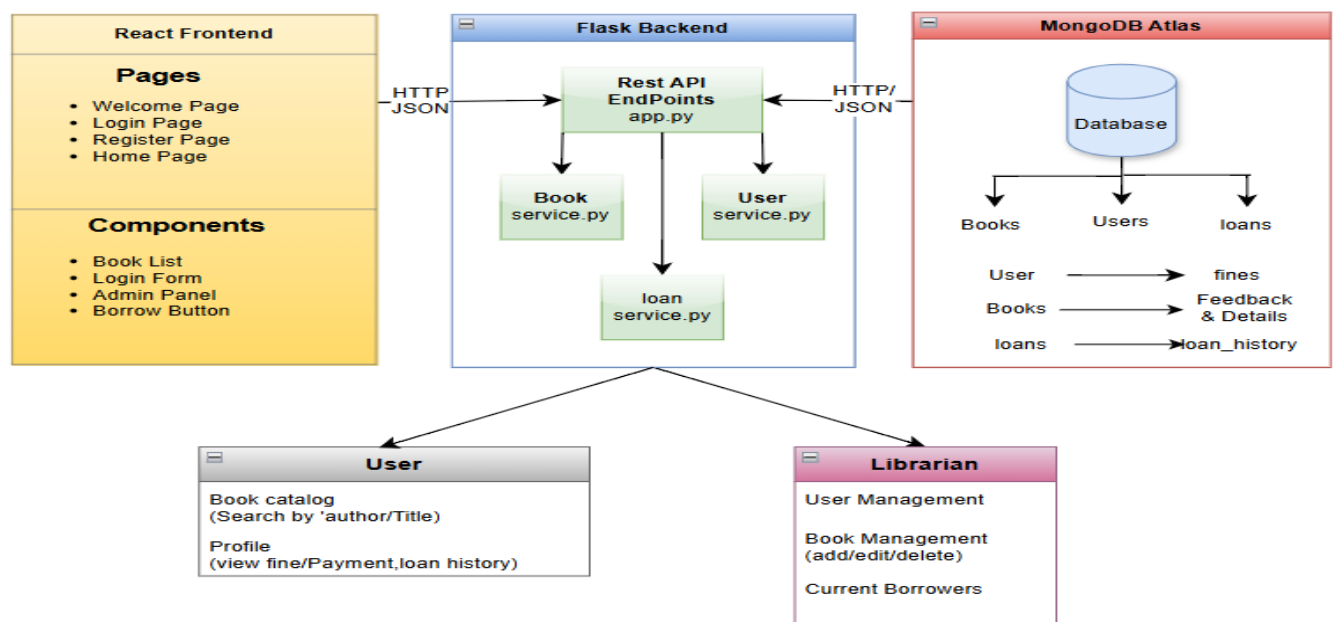 React Frontend
Pages
• Welcome Page
• Login Page
• Register Page
• Home Page
Components
• Book List
• Login Form
• Admin Panel
• Borrow Button
HTTP
JSON
Flask Backend
Rest API
EndPoints
app.py
Book
service.py
User
service.py
loan
service.py
HTTP/
JSON
MongoDB Atlas
Database
Books
Users
loans
User
fines
Books
Feedback
& Details
loans
loan_history
User
Book catalog
(Search by 'author/Title)
Profile
(view fine/Payment,loan history)
Librarian
User Management
Book Management
(add/edit/delete)
Current Borrowers